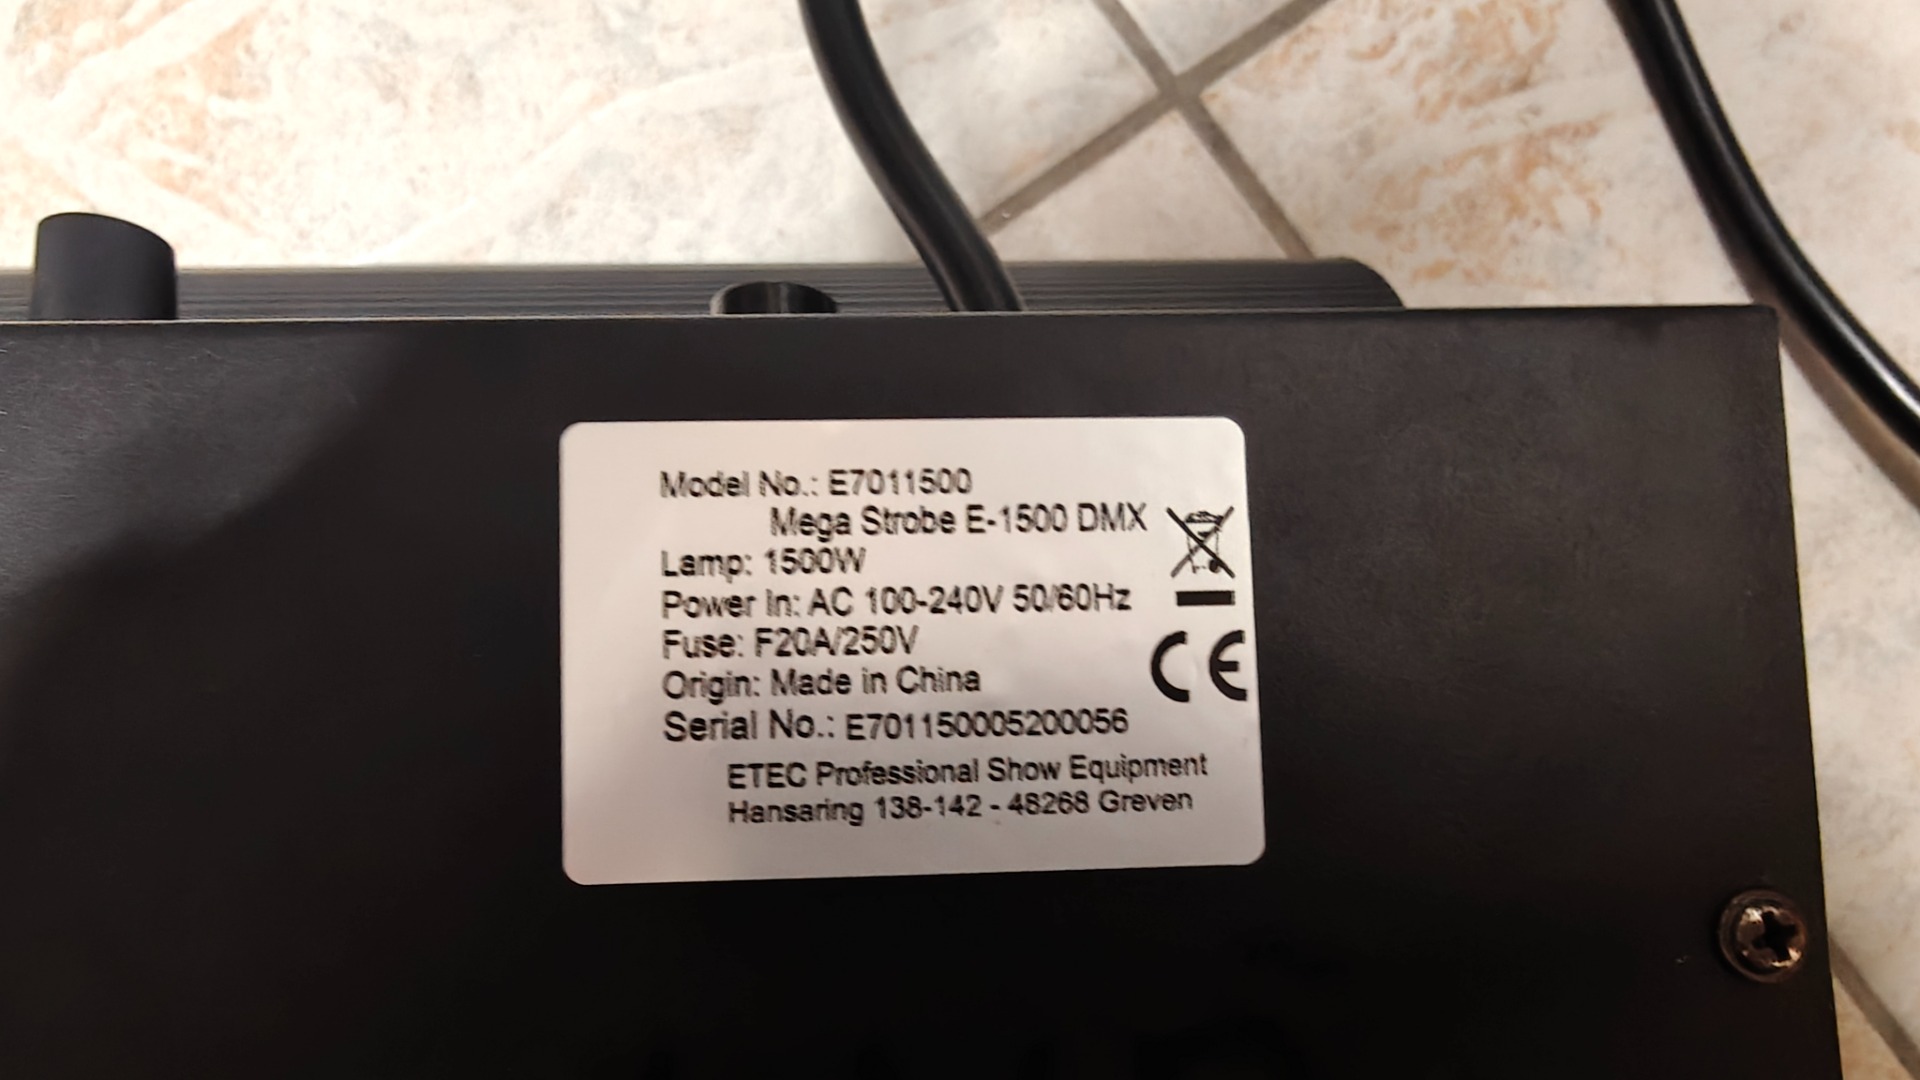 Model No.: E7011500
Mega Strobe E-1500 DMX
Lamp: 1500W
Power In: AC 100-240V 50/60Hz
Fuse: F20A/250V
Origin: Made in China
CE
Serial No.: E701150005200056
ETEC Professional Show Equipment
Hansaring 138-142 - 48268 Greven